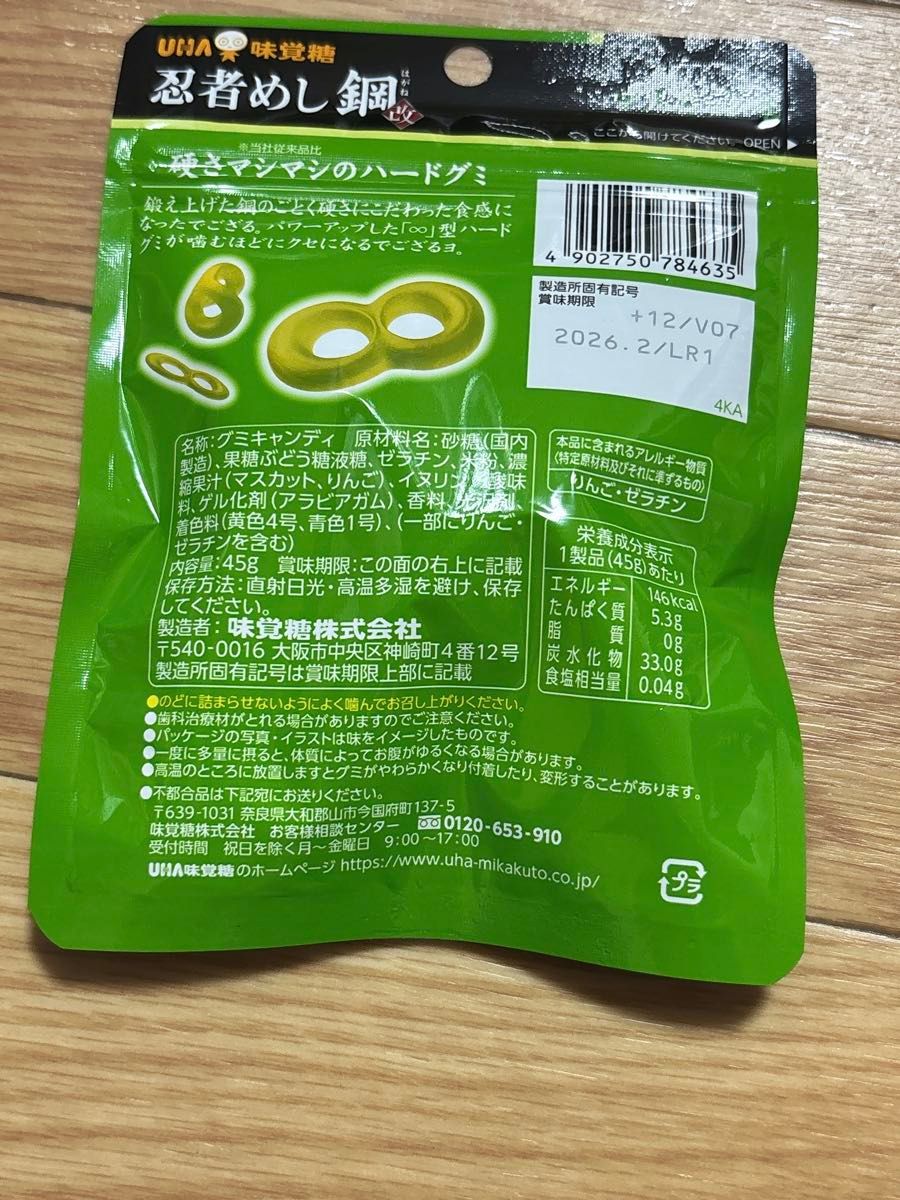 UHA味覚糖
忍者めし 鋼
はがね
改
ここから開けてください。 OPEN
※当社従来品比
硬さマシマシのハードグミ
鍛え上げた鋼のごとく硬さにこだわった食感に
なったでござる。パワーアップした「∞」型ハード
グミが噛むほどにクセになるでござるヨ。
4 902750 784635
製造所固有記号
賞味期限
+12/V07
2026.2/LR1
4KA
名称:グミキャンディ 原材料名:砂糖(国内
製造)、果糖ぶどう糖液糖、ゼラチン、米粉、濃
縮果汁(マスカット、りんご)、イヌリン/酸味
料、ゲル化剤(アラビアガム)、香料、光沢剤、
着色料(黄色4号、青色1号)、(一部にりんご・
ゼラチンを含む)
内容量:45g 賞味期限:この面の右上に記載
保存方法:直射日光・高温多湿を避け、保存
してください。
製造者:味覚糖株式会社
〒540-0016 大阪市中央区神崎町4番12号
製造所固有記号は賞味期限上部に記載
本品に含まれるアレルギー物質
(特定原材料及びそれに準ずるもの)
りんご・ゼラチン
栄養成分表示
1製品(45g)あたり
エネルギー 146kcal
たんぱく質 5.3g
脂質 0g
炭水化物 33.0g
食塩相当量 0.04g
●のどに詰まらせないようによく噛んでお召し上がりください。
●歯科治療材がとれる場合がありますのでご注意ください。
●パッケージの写真・イラストは味をイメージしたものです。
●一度に多量に摂ると、体質によってお腹がゆるくなる場合があります。
●高温のところに放置しますとグミがやわらかくなり付着したり、変形することがあります。
●不都合品は下記宛にお送りください。
〒639-1031 奈良県大和郡山市今国府町137-5
味覚糖株式会社 お客様相談センター 0120-653-910
受付時間 祝日を除く月〜金曜日 9:00〜17:00
UHA味覚糖のホームページ https://www.uha-mikakuto.co.jp/
プラ